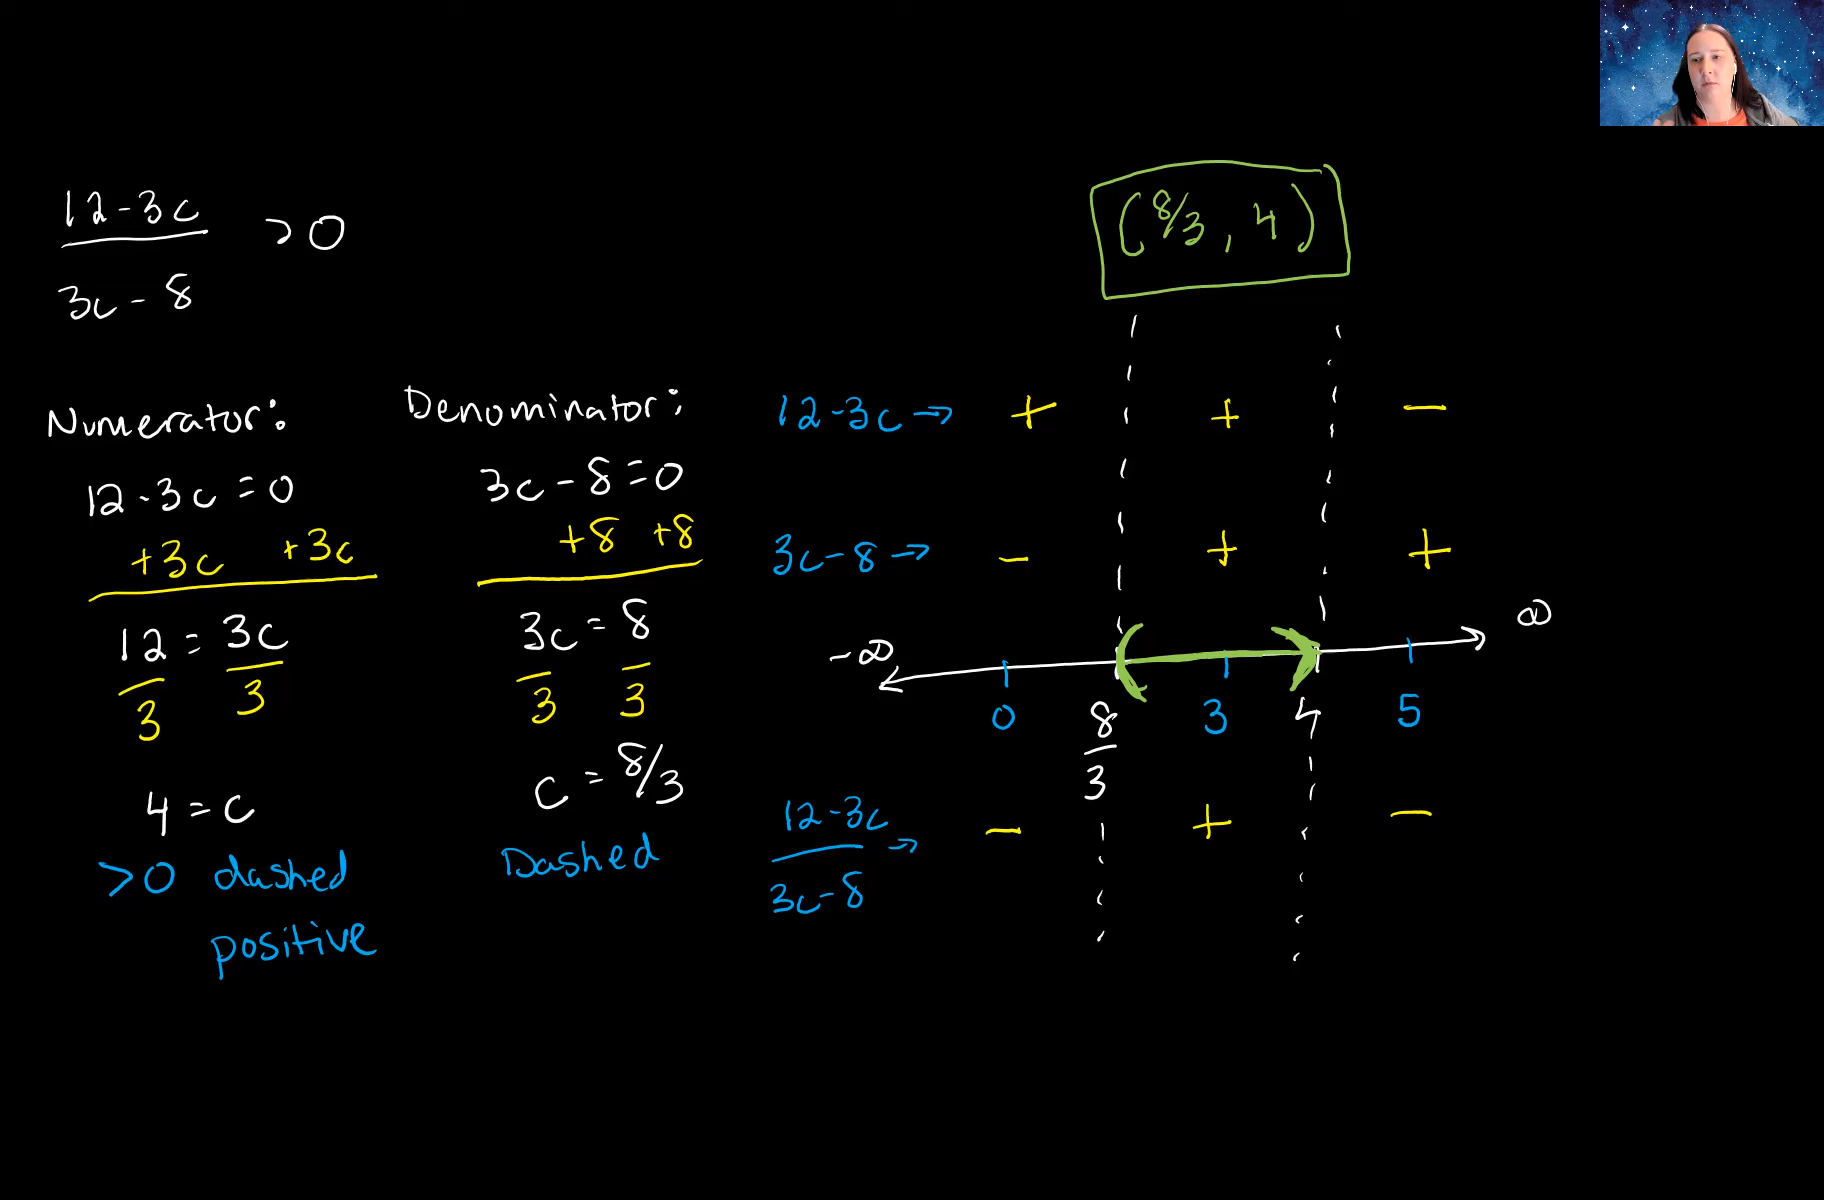 12-3c
3c-8
>0
Numerator:
12-3c=0
+3c +3c
12=3c
3 3
4=c
>0 dashed
positive
Denominator:
3c-8=0
+8 +8
3c=8
3 3
c=8/3
Dashed
(8/3, 4)
12-3c→ + + -
3c-8→ - + +
-∞ ∞
0 8/3 3 4 5
12-3c
3c-8
→ - + -